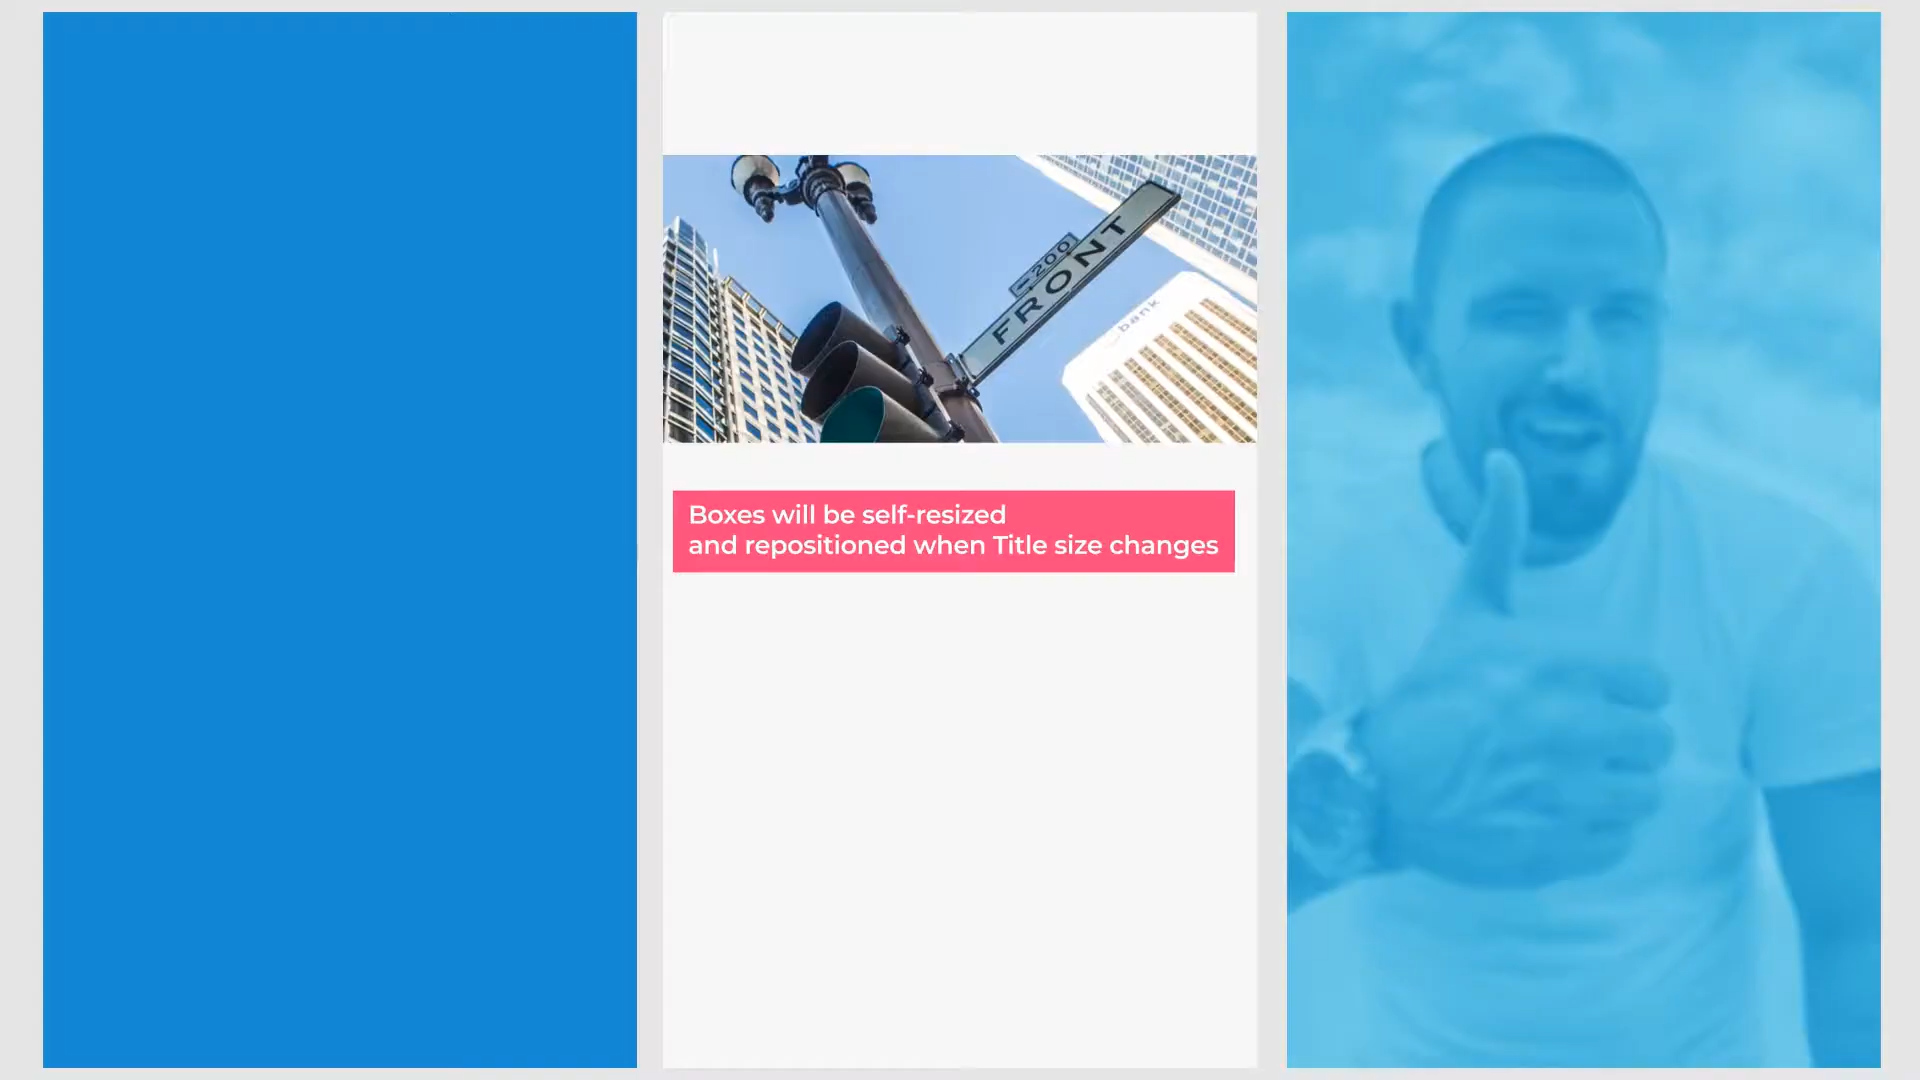 200
FRONT
bank
Boxes will be self-resized
and repositioned when Title size changes